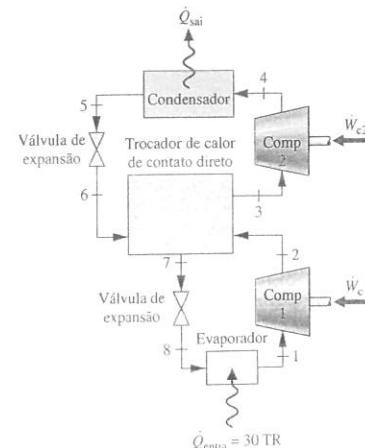 Q̇sai
4
5
Condensador
Válvula de
expansão
Trocador de calor
de contato direto
Comp
2
Ẇc2
6
3
7
2
Válvula de
expansão
Comp
1
Ẇc
8
Evaporador
1
Q̇entra = 30 TR